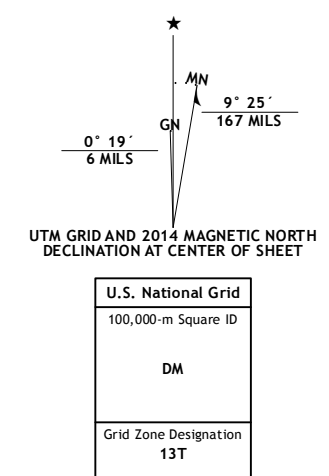 ★
MN
9° 25´
167 MILS
GN
0° 19´
6 MILS
UTM GRID AND 2014 MAGNETIC NORTH
DECLINATION AT CENTER OF SHEET
U.S. National Grid
100,000-m Square ID
DM
Grid Zone Designation
13T